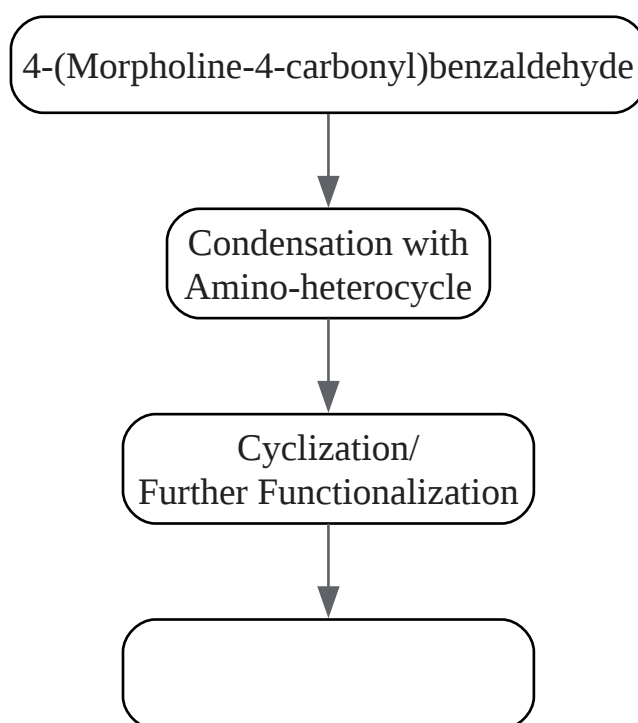 4-(Morpholine-4-carbonyl)benzaldehyde
Condensation with
Amino-heterocycle
Cyclization/
Further Functionalization